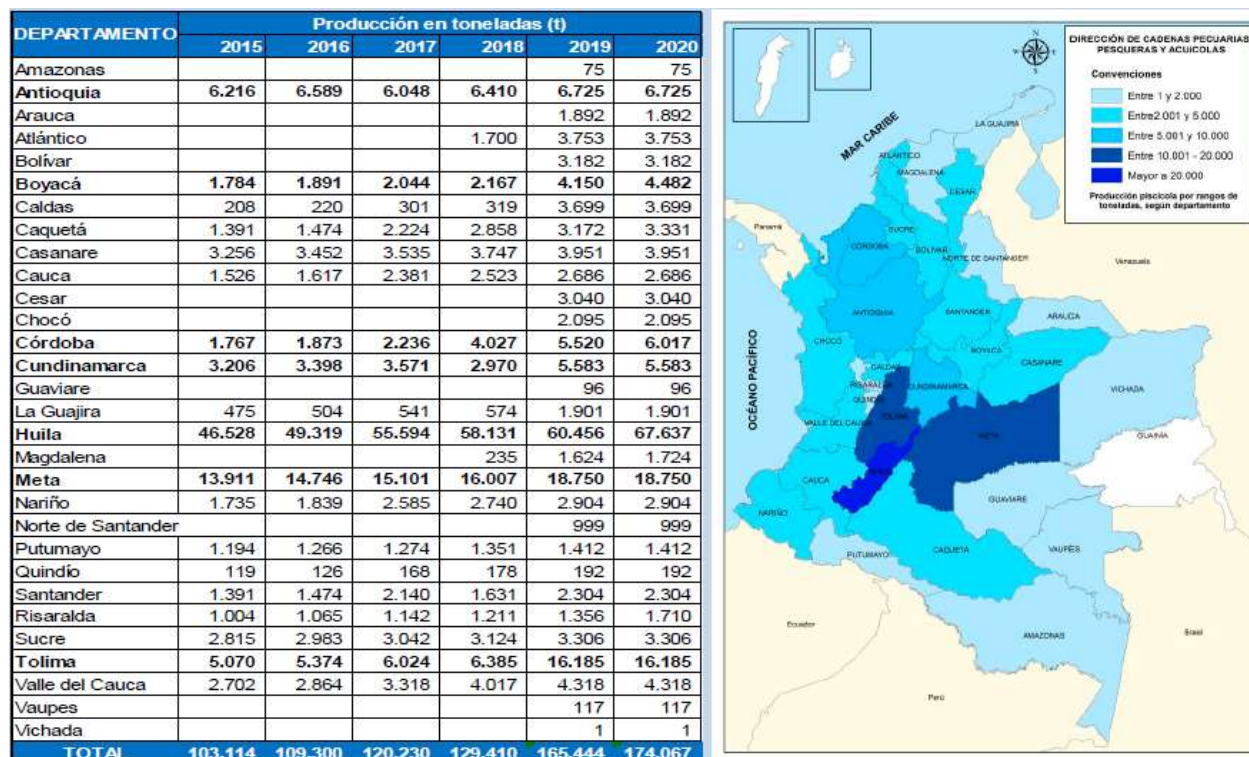 DEPARTAMENTO Producción en toneladas (t)
2015 2016 2017 2018 2019 2020
Amazonas 75 75
Antioquia 6.216 6.589 6.048 6.410 6.725 6.725
Arauca 1.892 1.892
Atlántico 1.700 3.753 3.753
Bolívar 3.182 3.182
Boyacá 1.784 1.891 2.044 2.167 4.150 4.482
Caldas 208 220 301 319 3.699 3.699
Caquetá 1.391 1.474 2.224 2.858 3.172 3.331
Casanare 3.256 3.452 3.535 3.747 3.951 3.951
Cauca 1.526 1.617 2.381 2.523 2.686 2.686
Cesar 3.040 3.040
Chocó 2.095 2.095
Córdoba 1.767 1.873 2.236 4.027 5.520 6.017
Cundinamarca 3.206 3.398 3.571 2.970 5.583 5.583
Guaviare 96 96
La Guajira 475 504 541 574 1.901 1.901
Huila 46.528 49.319 55.594 58.131 60.456 67.637
Magdalena 235 1.624 1.724
Meta 13.911 14.746 15.101 16.007 18.750 18.750
Nariño 1.735 1.839 2.585 2.740 2.904 2.904
Norte de Santander 999 999
Putumayo 1.194 1.266 1.274 1.351 1.412 1.412
Quindío 119 126 168 178 192 192
Santander 1.391 1.474 2.140 1.631 2.304 2.304
Risaralda 1.004 1.065 1.142 1.211 1.356 1.710
Sucre 2.815 2.983 3.042 3.124 3.306 3.306
Tolima 5.070 5.374 6.024 6.385 16.185 16.185
Valle del Cauca 2.702 2.864 3.318 4.017 4.318 4.318
Vaupes 117 117
Vichada 1 1
TOTAL 103.114 109.300 120.230 129.410 165.444 174.067
N
W E
S
DIRECCIÓN DE CADENAS PECUARIAS
PESQUERAS Y ACUICOLAS
Convenciones
Entre 1 y 2.000
Entre2.001 y 5.000
Entre 5.001 y 10.000
Entre 10.001 - 20.000
Mayor a 20.000
Producción piscícola por rangos de
toneladas, según departamento
MAR CARIBE
LA GUAJIRA
ATLÁNTICO
MAGDALENA
CESAR
Panamá
SUCRE
CÓRDOBA
BOLÍVAR
NORTE DE SANTANDER
Venezuela
ANTIOQUIA
SANTANDER
ARAUCA
OCÉANO PACÍFICO
CHOCÓ
BOYACÁ
CASANARE
CALDAS
RISARALDA
CUNDINAMARCA
VICHADA
QUINDÍO
TOLIMA
VALLE DEL CAUCA
META
GUAINÍA
CAUCA
GUAVIARE
NARIÑO
CAQUETÁ
VAUPÉS
PUTUMAYO
Ecuador
AMAZONAS
Brasil
Perú